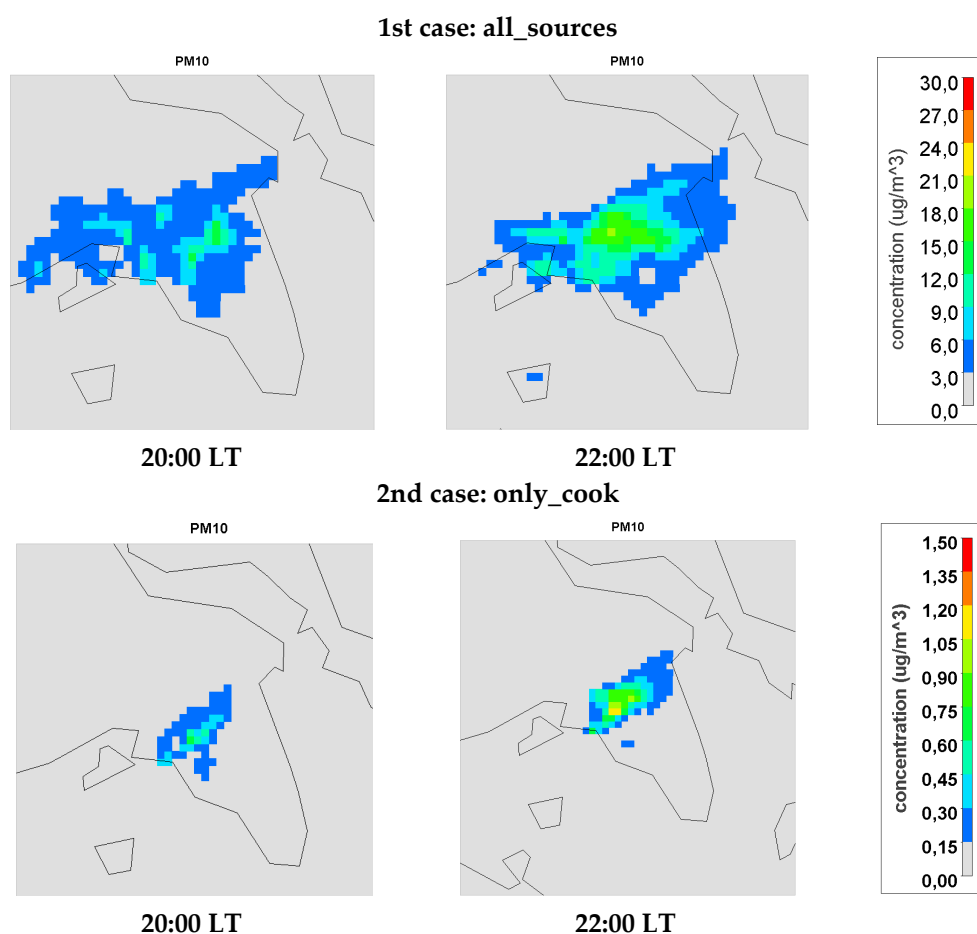 1st case: all_sources
PM10
PM10
concentration (ug/m^3)
30,0
27,0
24,0
21,0
18,0
15,0
12,0
9,0
6,0
3,0
0,0
20:00 LT
22:00 LT
2nd case: only_cook
PM10
PM10
concentration (ug/m^3)
1,50
1,35
1,20
1,05
0,90
0,75
0,60
0,45
0,30
0,15
0,00
20:00 LT
22:00 LT